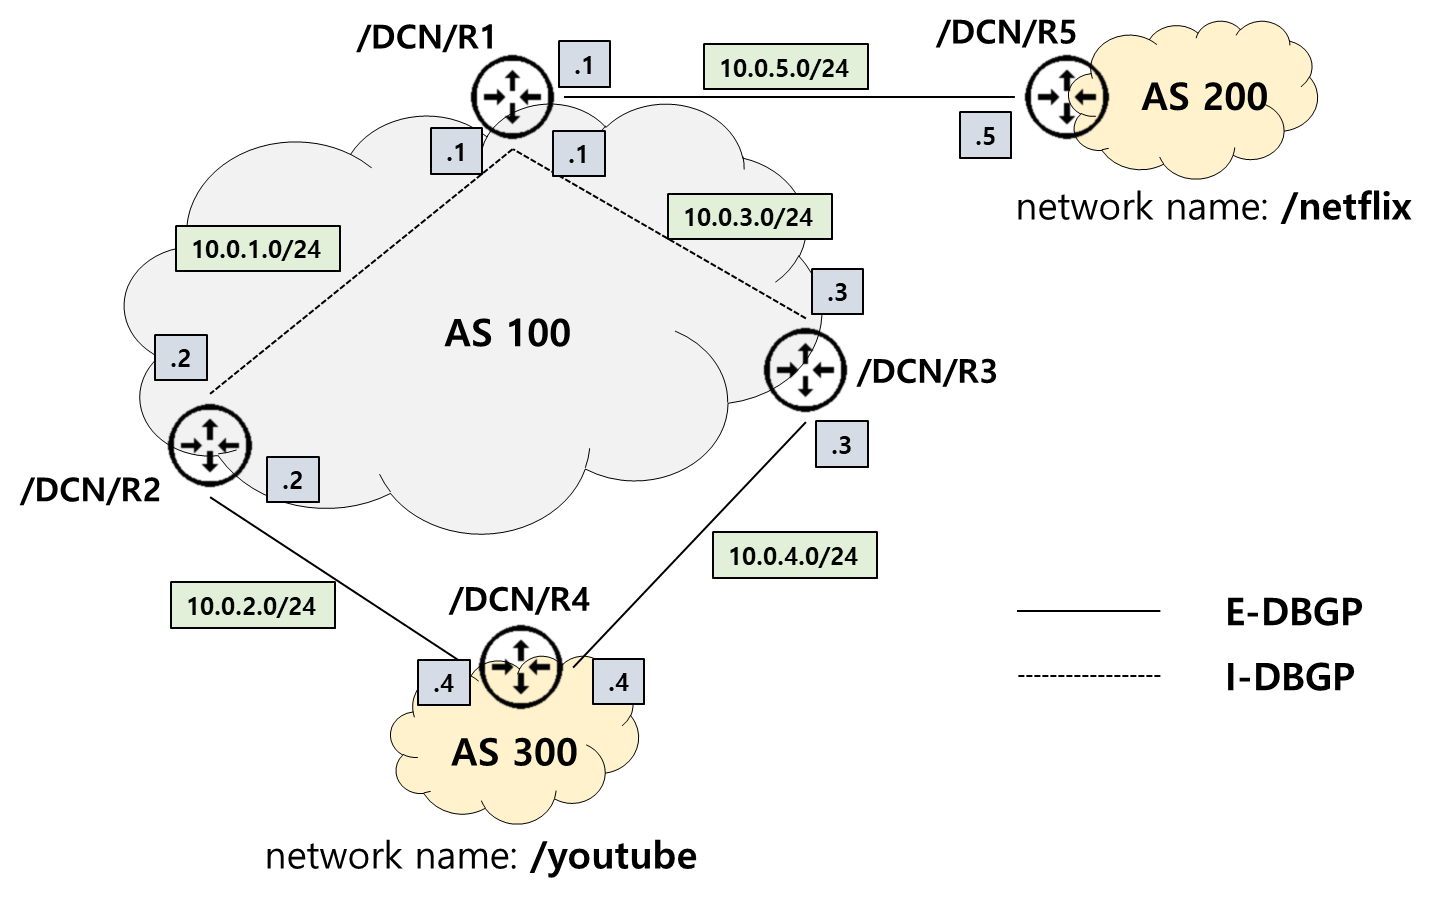 /DCN/R1
.1
10.0.5.0/24
/DCN/R5
AS 200
.5
network name: /netflix
.1
.1
10.0.3.0/24
10.0.1.0/24
.3
AS 100
.2
/DCN/R3
.3
/DCN/R2
.2
10.0.4.0/24
10.0.2.0/24
/DCN/R4
E-DBGP
I-DBGP
.4
.4
AS 300
network name: /youtube